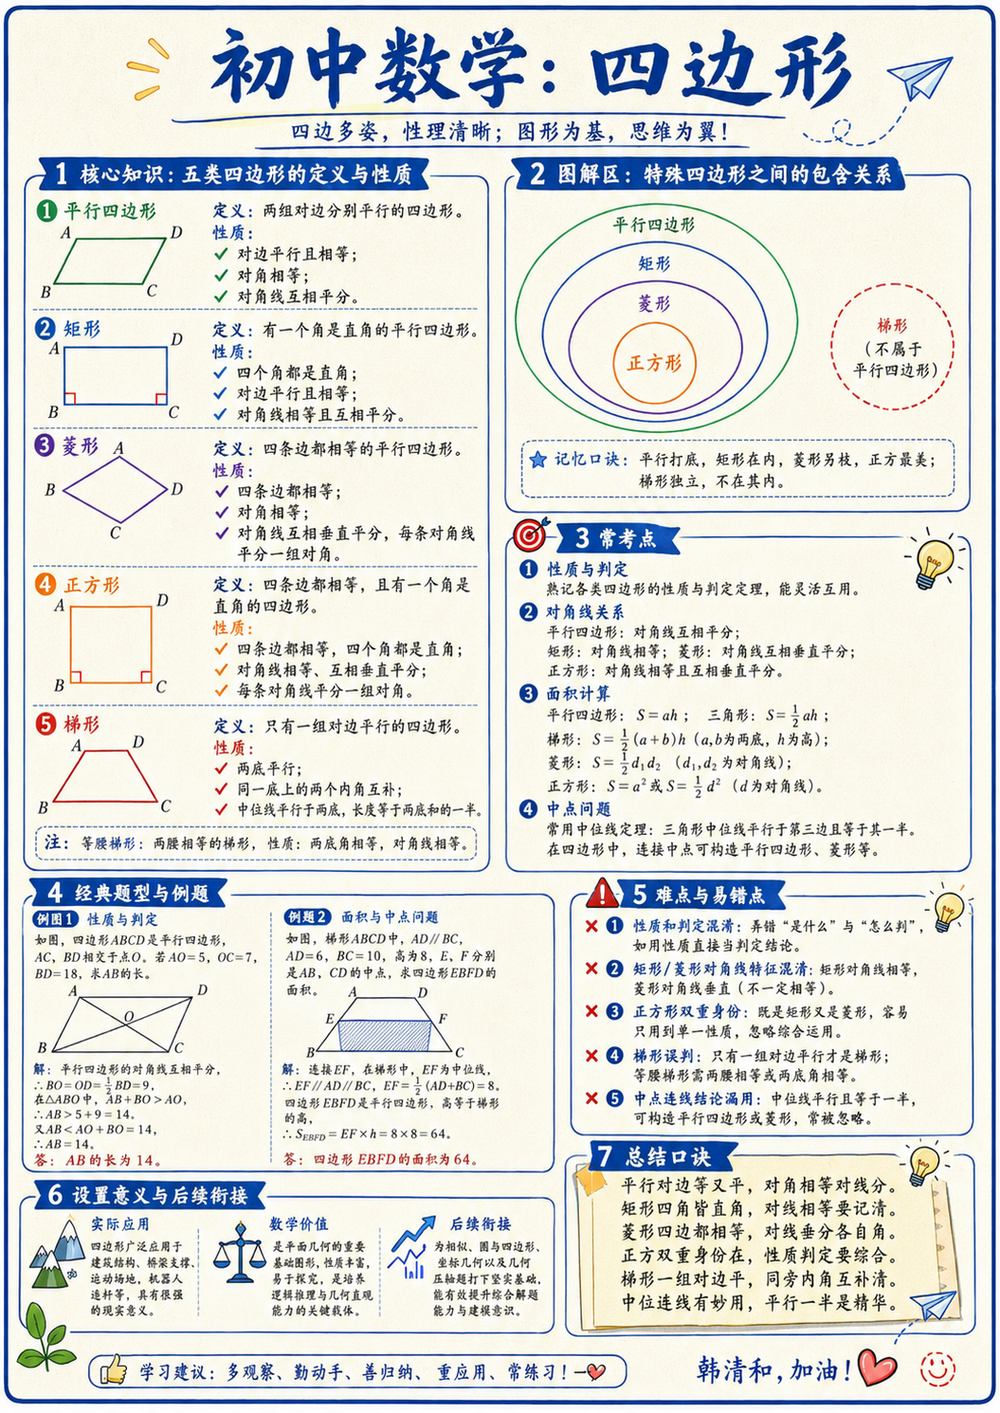 初中数学：四边形
四边多姿，性理清晰；图形为基，思维为翼！
1 核心知识：五类四边形的定义与性质
1 平行四边形
A
D
B
C
定义：两组对边分别平行的四边形。
性质：
✓ 对边平行且相等；
✓ 对角相等；
✓ 对角线互相平分。
2 矩形
A
D
B
C
定义：有一个角是直角的平行四边形。
性质：
✓ 四个角都是直角；
✓ 对边平行且相等；
✓ 对角线相等且互相平分。
3 菱形
A
B
D
C
定义：四条边都相等的平行四边形。
性质：
✓ 四条边都相等；
✓ 对角相等；
✓ 对角线互相垂直平分，每条对角线
平分一组对角。
4 正方形
A
D
B
C
定义：四条边都相等，且有一个角是
直角的四边形。
性质：
✓ 四条边都相等，四个角都是直角；
✓ 对角线相等、互相垂直平分；
✓ 每条对角线平分一组对角。
5 梯形
A
D
B
C
定义：只有一组对边平行的四边形。
性质：
✓ 两底平行；
✓ 同一底上的两个内角互补；
✓ 中位线平行于两底，长度等于两底和的一半。
注：等腰梯形：两腰相等的梯形，性质：两底角相等，对角线相等。
2 图解区：特殊四边形之间的包含关系
平行四边形
矩形
菱形
正方形
梯形
（不属于
平行四边形）
记忆口诀：平行打底，矩形在内，菱形另枝，正方最美；
梯形独立，不在其内。
3 常考点
1 性质与判定
熟记各类四边形的性质与判定定理，能灵活互用。
2 对角线关系
平行四边形：对角线互相平分；
矩形：对角线相等；菱形：对角线互相垂直平分；
正方形：对角线相等且互相垂直平分。
3 面积计算
平行四边形：S=ah； 三角形：S=1/2 ah；
梯形：S=1/2(a+b)h（a,b为两底，h为高）；
菱形：S=1/2 d₁d₂ （d₁,d₂为对角线）；
正方形：S=a²或S=1/2 d²（d为对角线）。
4 中点问题
常用中位线定理：三角形中位线平行于第三边且等于其一半。
在四边形中，连接中点可构造平行四边形、菱形等。
4 经典题型与例题
例图1 性质与判定
如图，四边形ABCD是平行四边形，
AC，BD相交于点O。若AO=5，OC=7，
BD=18，求AB的长。
A
D
O
B
C
解：平行四边形的对角线互相平分，
∴BO=OD=1/2 BD=9，
在△ABO中，AB+BO>AO，
∴AB>5+9=14。
又AB<AO+BO=14，
∴AB=14。
答：AB的长为14。
例题2 面积与中点问题
如图，梯形ABCD中，AD//BC，
AD=6，BC=10，高为8，E、F分别
是AB，CD的中点，求四边形EBFD的
面积。
A
D
E
F
B
C
解：连接EF，在梯形中，EF为中位线，
∴EF//AD//BC，EF=1/2(AD+BC)=8。
四边形EBFD是平行四边形，高等于梯形
的高，
∴S_EBFD=EF×h=8×8=64。
答：四边形EBFD的面积为64。
5 难点与易错点
✕ 1 性质和判定混淆：弄错“是什么”与“怎么判”，
如用性质直接当判定结论。
✕ 2 矩形/菱形对角线特征混淆：矩形对角线相等，
菱形对角线垂直（不一定相等）。
✕ 3 正方形双重身份：既是矩形又是菱形，容易
只用到单一性质，忽略综合运用。
✕ 4 梯形误判：只有一组对边平行才是梯形；
等腰梯形需两腰相等或两底角相等。
✕ 5 中点连线结论漏用：中位线平行且等于一半，
可构造平行四边形或菱形，常被忽略。
6 设置意义与后续衔接
实际应用
四边形广泛应用于
建筑结构、桥梁支撑、
运动场地，机器人
造杆等，具有很强
的现实意义。
数学价值
是平面几何的重要
基础图形，性质丰富，
易于探究，是培养
逻辑推理与几何直观
能力的关键载体。
后续衔接
为相似、圆与四边形、
坐标几何以及几何
压轴题打下坚实基础，
能有效提升综合解题
能力与建模意识。
7 总结口诀
平行对边等又平，对角相等对线分。
矩形四角皆直角，对线相等要记清。
菱形四边都相等，对线垂分各自角。
正方双重身份在，性质判定要综合。
梯形一组对边平，同旁内角互补清。
中位连线有妙用，平行一半是精华。
学习建议：多观察、勤动手、善归纳、重应用、常练习！
韩清和，加油！